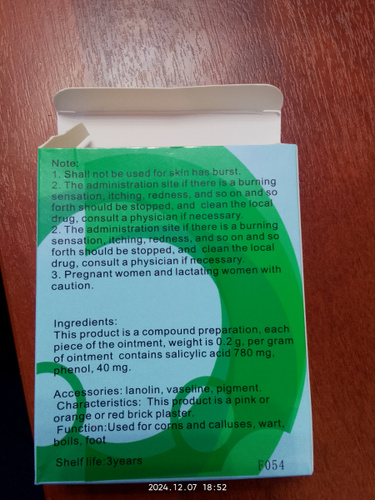 Note:
1. Shall not be used for skin has burst.
2. The administration site if there is a burning
sensation, itching, redness, and so on and so
forth should be stopped, and  clean the local
drug, consult a physician if necessary.
2. The administration site if there is a burning
sensation, itching, redness, and so on and so
forth should be stopped, and  clean the local
drug, consult a physician if necessary.
3. Pregnant women and lactating women with
caution.
Ingredients:
This product is a compound preparation, each
piece of the ointment, weight is 0.2 g, per gram
of ointment  contains salicylic acid 780 mg,
phenol, 40 mg.
Accessories: lanolin, vaseline, pigment.
Characteristics:  This product is a pink or
orange or red brick plaster.
Function:Used for corns and calluses, wart,
boils, foot
Shelf life:3years
F054
2024.12.07  18:52